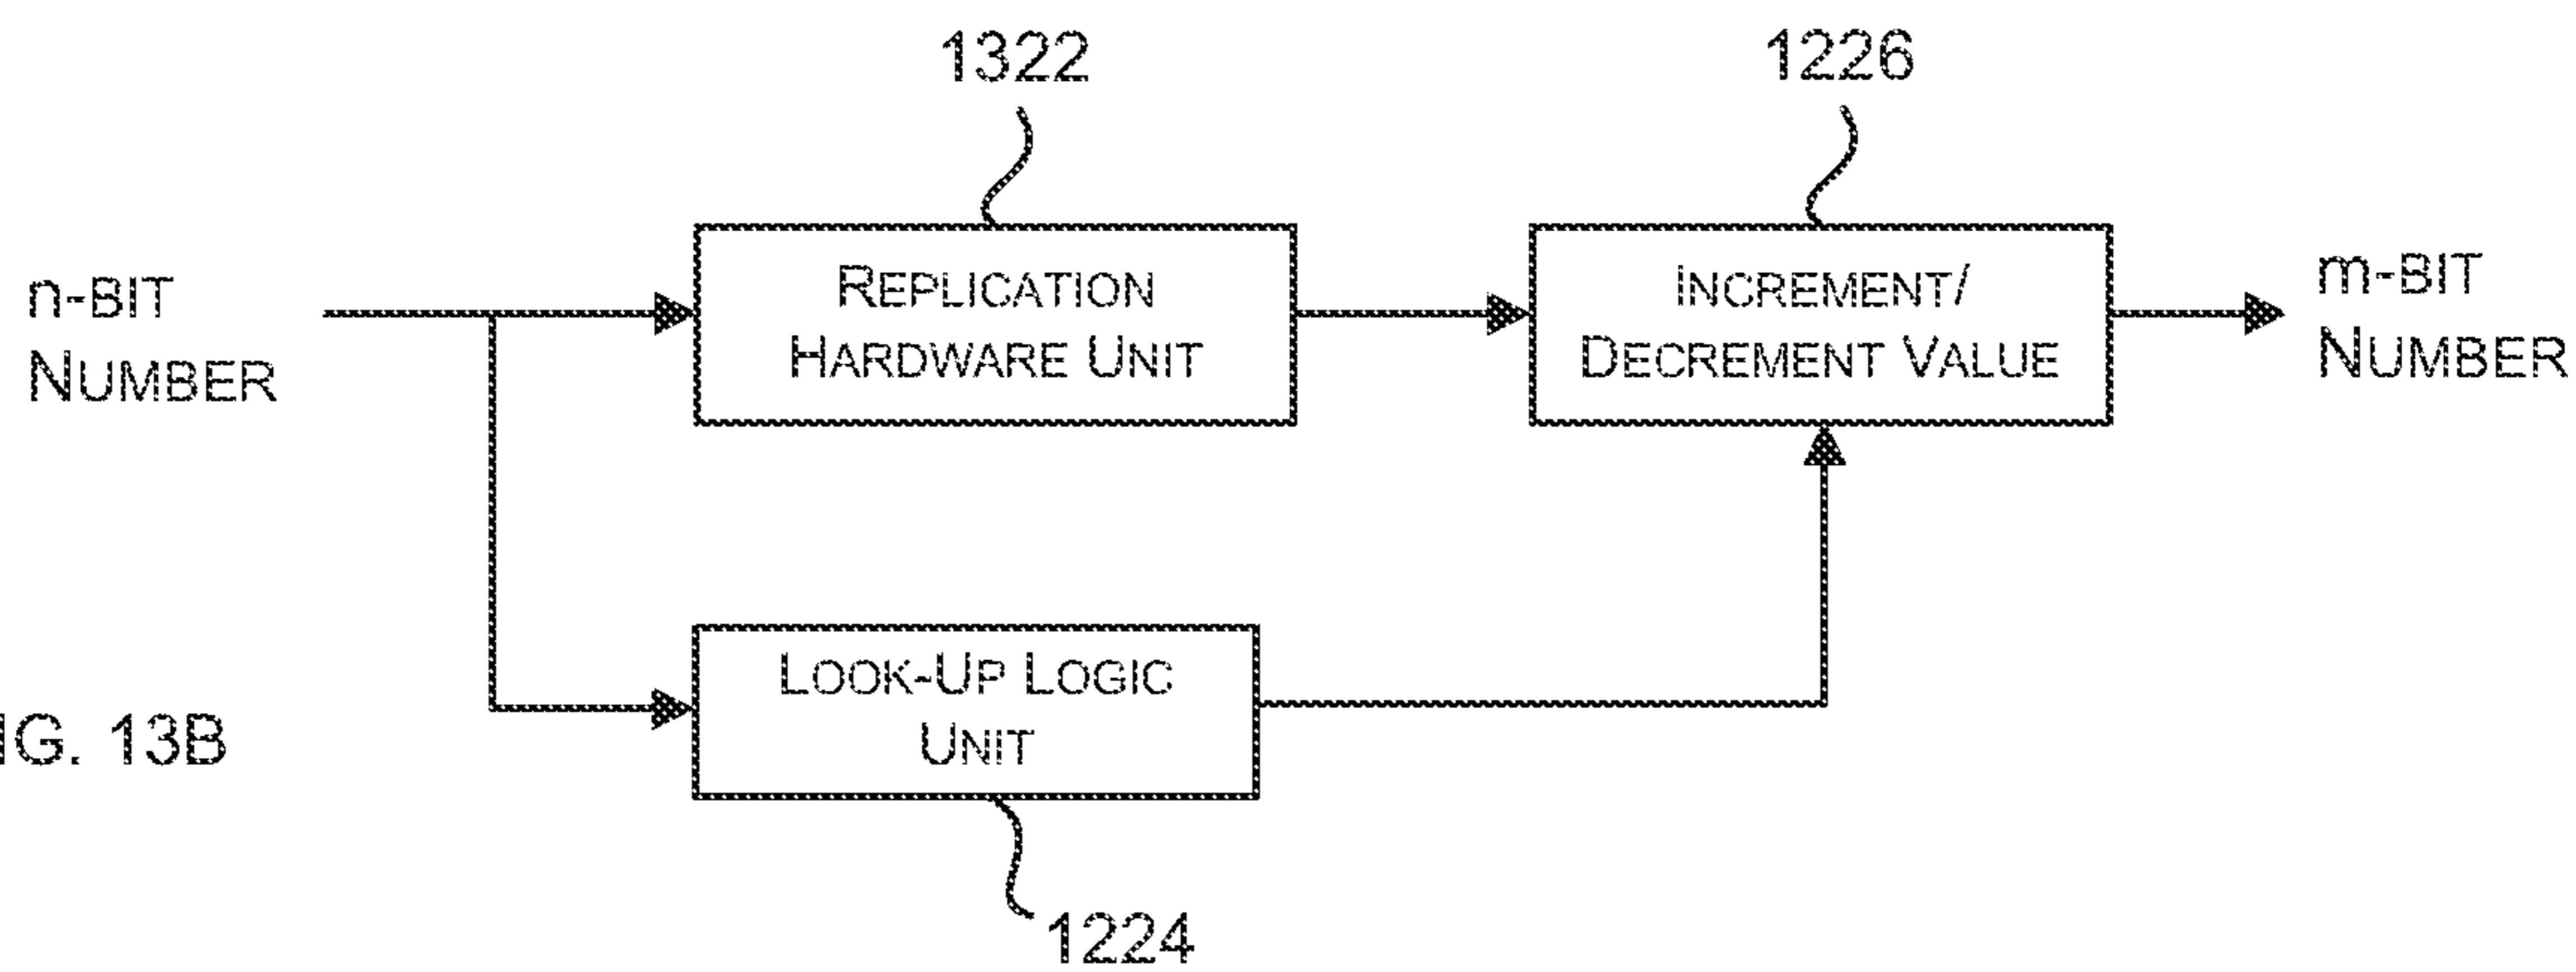 1322
1226
n-BIT
NUMBER
REPLICATION
HARDWARE UNIT
INCREMENT/
DECREMENT VALUE
m-BIT
NUMBER
LOOK-UP LOGIC
UNIT
IG. 13B
1224